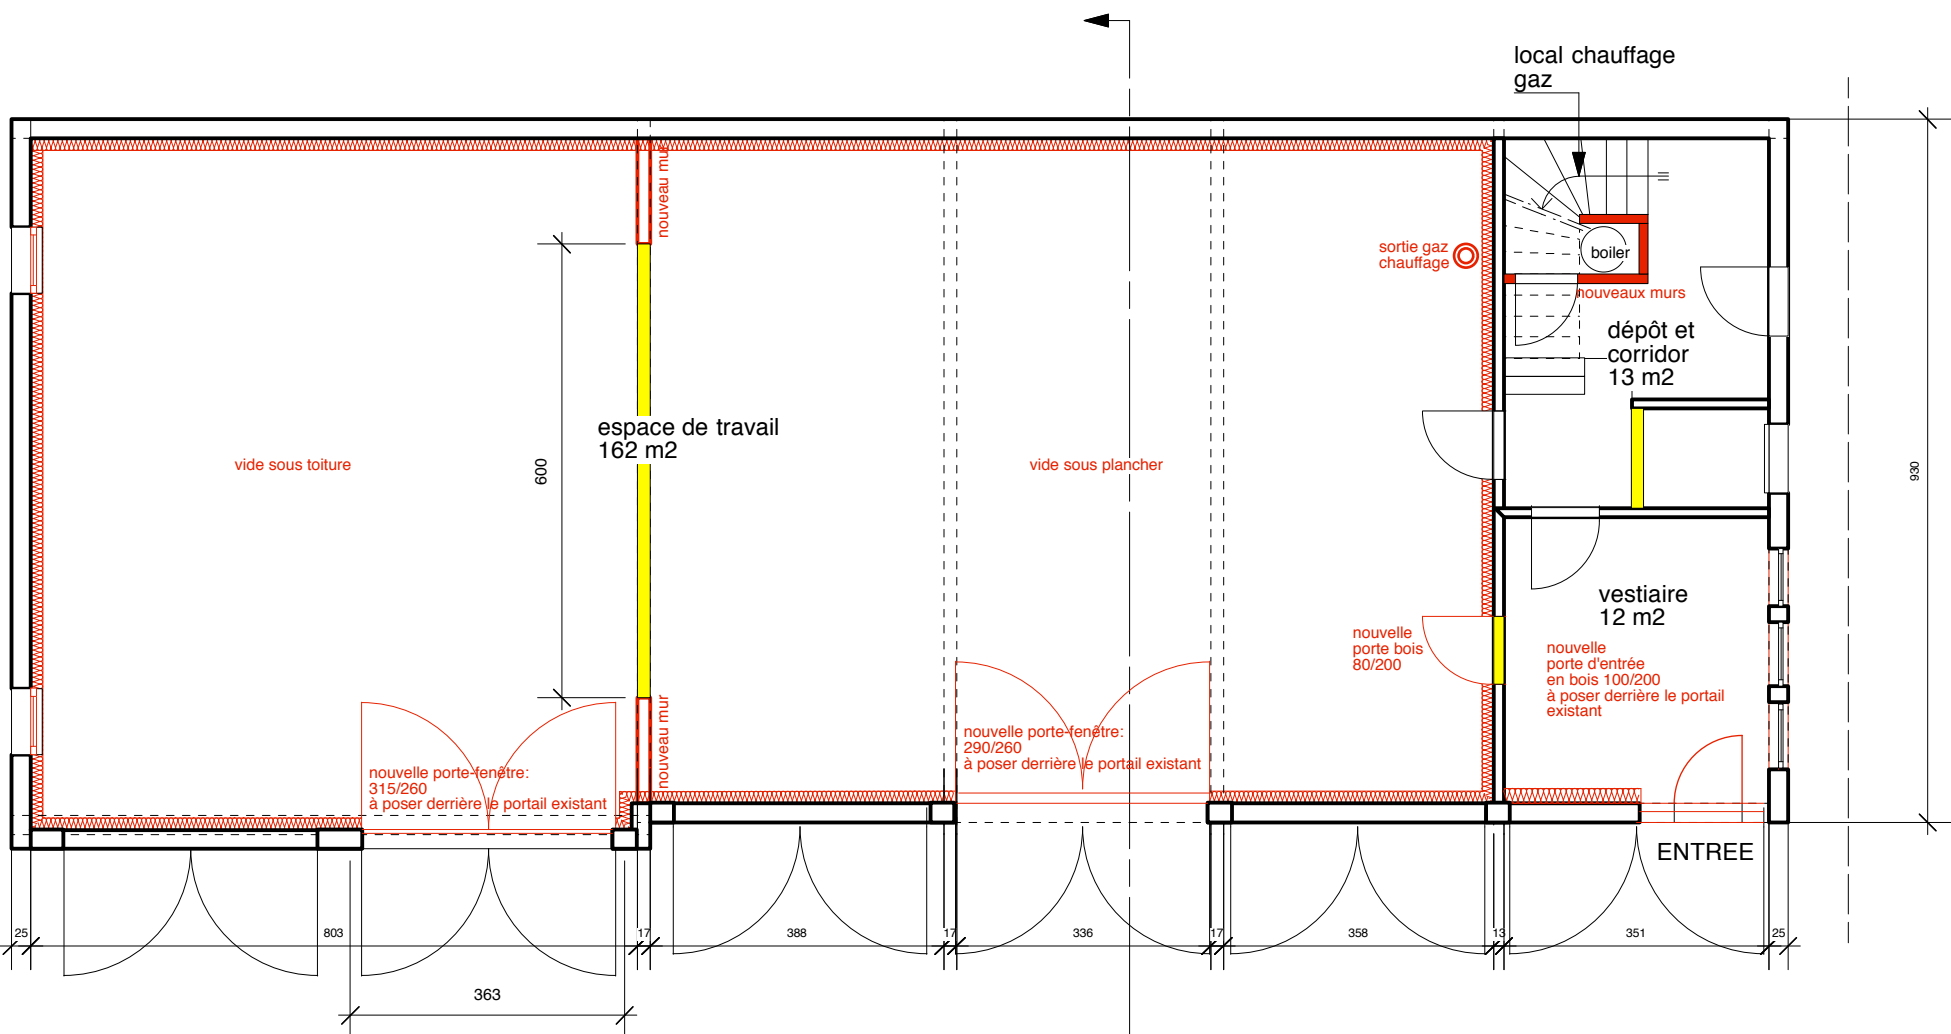 local chauffage
gaz
nouveau mur
sortie gaz
chauffage
boiler
nouveaux murs
dépôt et
corridor
13 m2
espace de travail
162 m2
600
930
vide sous toiture
vide sous plancher
vestiaire
12 m2
nouvelle
porte bois
80/200
nouvelle
porte d'entrée
en bois 100/200
à poser derrière le portail
existant
nouveau mur
nouvelle porte-fenêtre:
290/260
à poser derrière le portail existant
nouvelle porte-fenêtre:
315/260
à poser derrière le portail existant
ENTREE
25
803
17
388
17
336
17
358
13
351
25
363